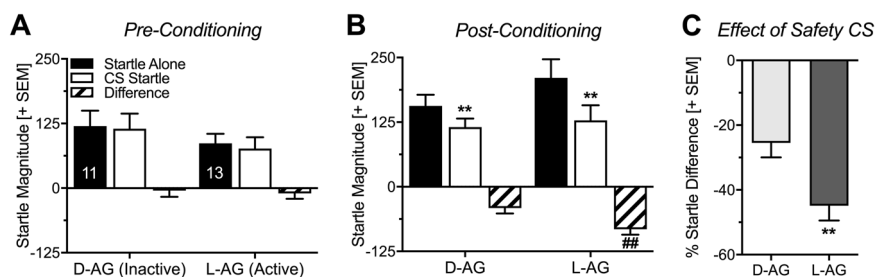 A
Pre-Conditioning
Startle Magnitude [+ SEM]
250
125
0
-125
Startle Alone
CS Startle
Difference
11
13
D-AG (Inactive)
L-AG (Active)
B
Post-Conditioning
Startle Magnitude [+ SEM]
250
125
0
-125
**
**
##
D-AG
L-AG
C
Effect of Safety CS
% Startle Difference [+ SEM]
0
-20
-40
-60
**
D-AG
L-AG